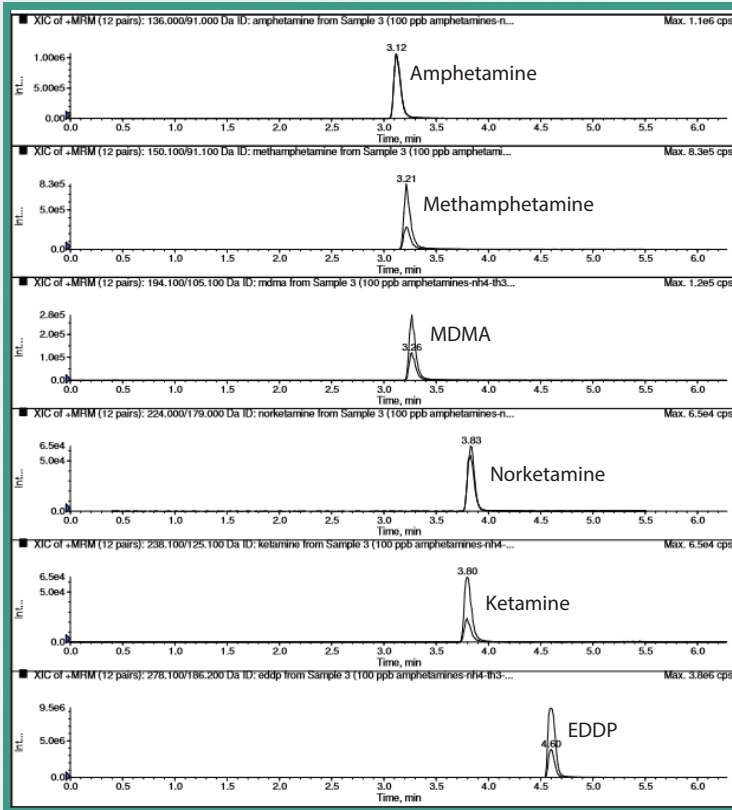 XIC of +MRM (12 pairs): 136.000/91.000 Da ID: amphetamine from Sample 3 (100 ppb amphetamines-n... Max. 1.1e6 cps
3.12
1.00e6
Amphetamine
5.00e5
Int...
0.00
0.0 0.5 1.0 1.5 2.0 2.5 3.0 3.5 4.0 4.5 5.0 5.5 6.0
Time, min
XIC of +MRM (12 pairs): 150.100/91.100 Da ID: methamphetamine from Sample 3 (100 ppb amphetami... Max. 8.3e5 cps
3.21
8.3e5
Methamphetamine
5.0e5
Int...
0.0
0.0 0.5 1.0 1.5 2.0 2.5 3.0 3.5 4.0 4.5 5.0 5.5 6.0
Time, min
XIC of +MRM (12 pairs): 194.100/105.100 Da ID: mdma from Sample 3 (100 ppb amphetamines-nh4-th3... Max. 1.2e5 cps
2.8e5
MDMA
2.0e5
3.26
1.0e5
Int...
0.0
0.0 0.5 1.0 1.5 2.0 2.5 3.0 3.5 4.0 4.5 5.0 5.5 6.0
Time, min
XIC of +MRM (12 pairs): 224.000/179.000 Da ID: norketamine from Sample 3 (100 ppb amphetamines-n... Max. 6.5e4 cps
3.83
6.5e4
5.0e4
Norketamine
Int...
0.0
0.0 0.5 1.0 1.5 2.0 2.5 3.0 3.5 4.0 4.5 5.0 5.5 6.0
Time, min
XIC of +MRM (12 pairs): 238.100/125.100 Da ID: ketamine from Sample 3 (100 ppb amphetamines-nh4-... Max. 6.5e4 cps
3.80
6.5e4
5.0e4
Ketamine
Int...
0.0
0.0 0.5 1.0 1.5 2.0 2.5 3.0 3.5 4.0 4.5 5.0 5.5 6.0
Time, min
XIC of +MRM (12 pairs): 278.100/186.200 Da ID: eddp from Sample 3 (100 ppb amphetamines-nh4-th3-... Max. 3.8e6 cps
9.5e6
EDDP
5.0e6
4.60
Int...
0.0
0.0 0.5 1.0 1.5 2.0 2.5 3.0 3.5 4.0 4.5 5.0 5.5 6.0
Time, min